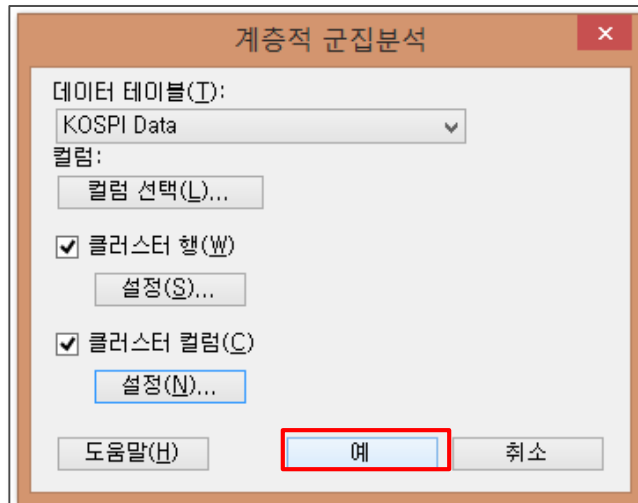 계층적 군집분석
데이터 테이블(T):
KOSPI Data
컬럼:
컬럼 선택(L)...
클러스터 행(W)
설정(S)...
클러스터 컬럼(C)
설정(N)...
도움말(H) 예 취소